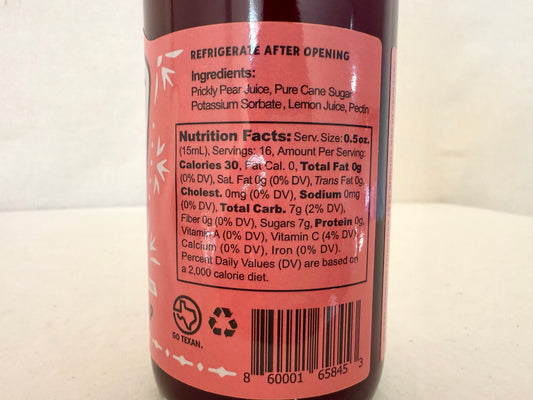 REFRIGERATE AFTER OPENING
Ingredients:
Prickly Pear Juice, Pure Cane Sugar
Potassium Sorbate, Lemon Juice, Pectin
Nutrition Facts: Serv. Size: 0.5 oz.
(15mL), Servings: 16, Amount Per Serving:
Calories 30, Fat Cal. 0, Total Fat 0g
(0% DV), Sat. Fat 0g (0% DV), Trans Fat 0g,
Cholest. 0mg (0% DV), Sodium 0mg
(0% DV), Total Carb. 7g (2% DV),
Fiber 0g (0% DV), Sugars 7g, Protein 0g,
Vitamin A (0% DV), Vitamin C (4% DV),
Calcium (0% DV), Iron (0% DV).
Percent Daily Values (DV) are based on
a 2,000 calorie diet.
GO TEXAN.
8 60001 65845 3